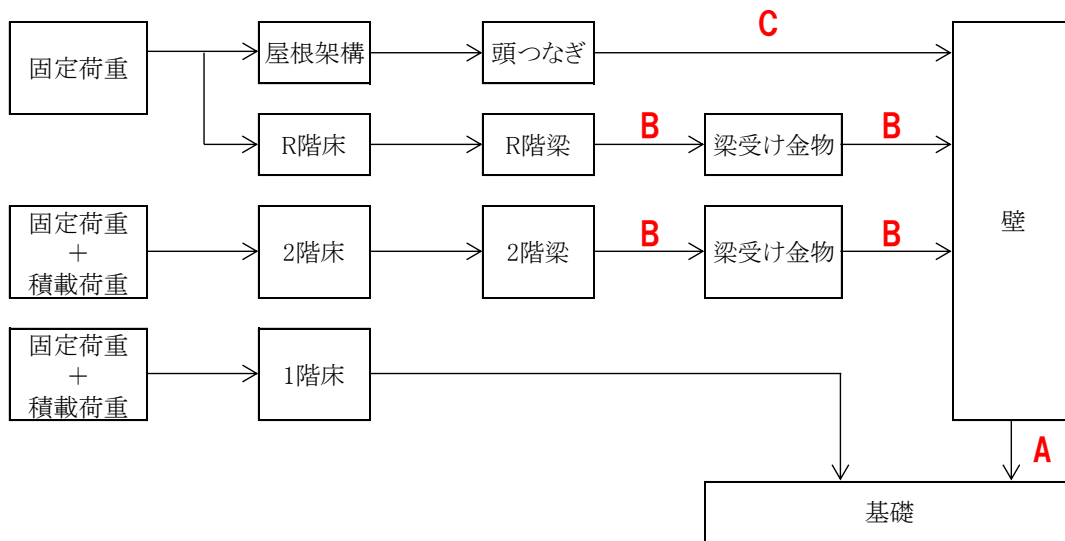 C
固定荷重
屋根架構
頭つなぎ
R階床
R階梁
B
梁受け金物
B
壁
固定荷重
＋
積載荷重
2階床
2階梁
B
梁受け金物
B
固定荷重
＋
積載荷重
1階床
A
基礎